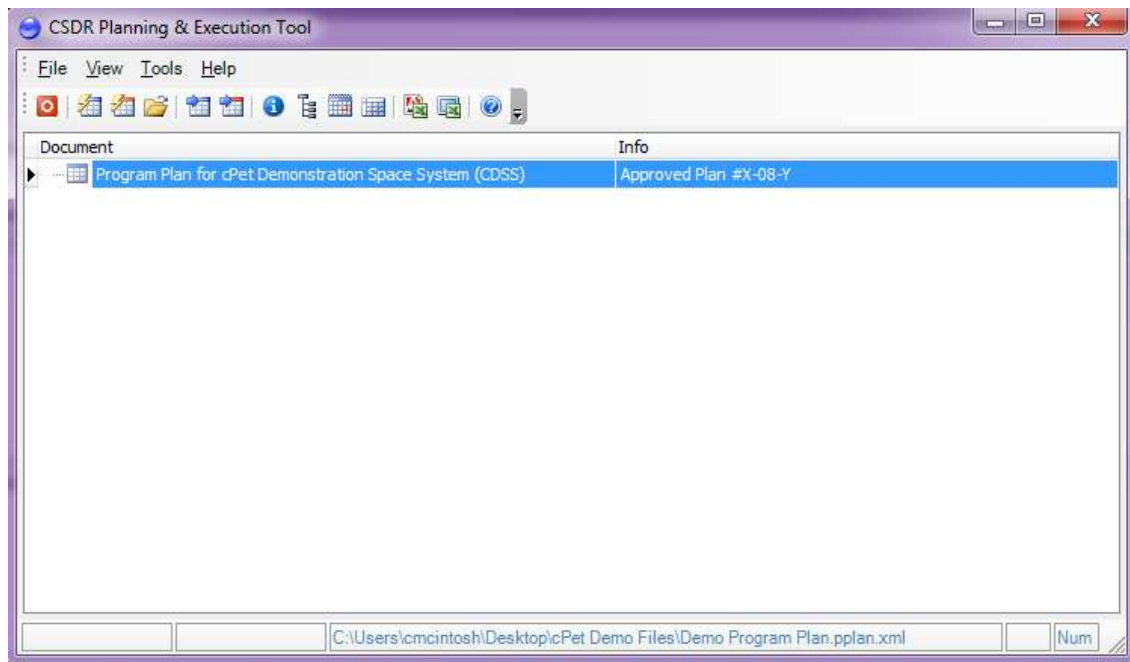 CSDR Planning & Execution Tool
File View Tools Help
Document Info
Program Plan for cPet Demonstration Space System (CDSS) Approved Plan #X-08-Y
C:\Users\cmcintosh\Desktop\cPet Demo Files\Demo Program Plan.pplan.xml Num